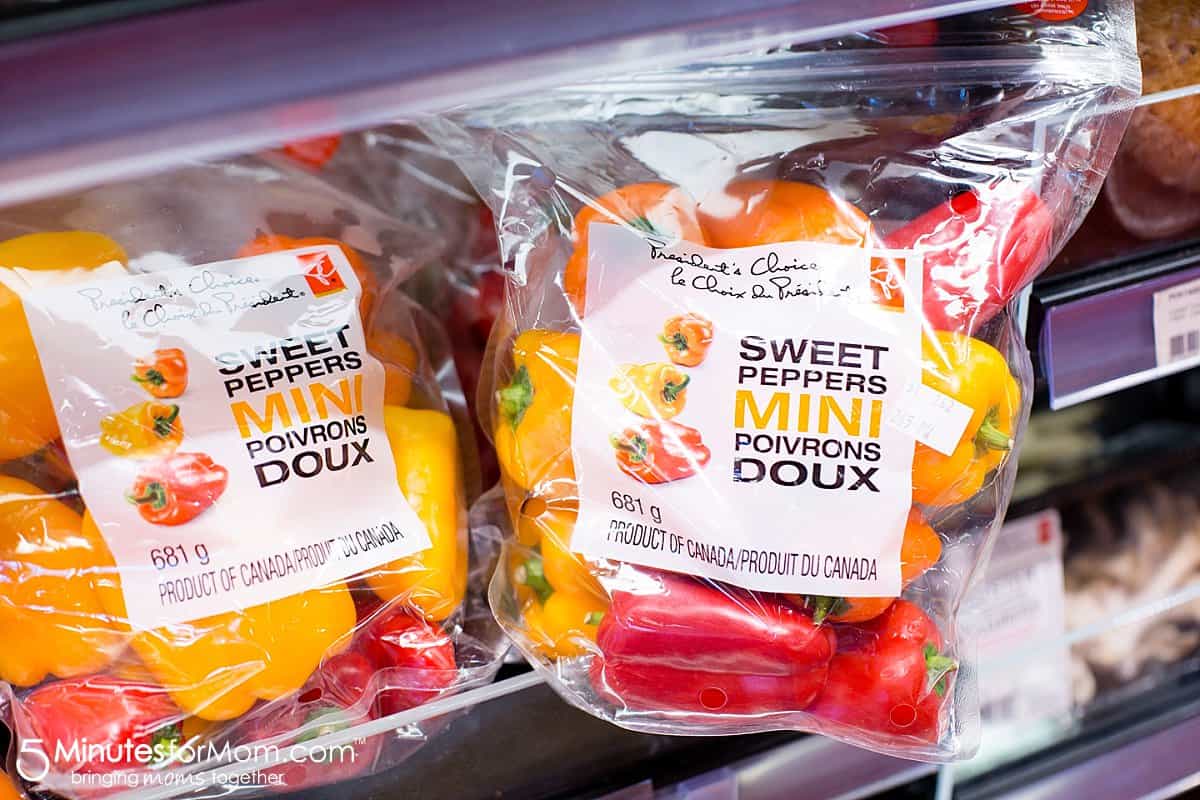 President's Choice
le Choix du Président®
SWEET
PEPPERS
MINI
POIVRONS
DOUX
681 g
PRODUCT OF CANADA/PRODUIT DU CANADA
President's Choice
le Choix du Président
SWEET
PEPPERS
MINI
POIVRONS
DOUX
681 g
PRODUCT OF CANADA/PRODUIT DU CANADA
5MinutesforMom.com™
bringing moms together